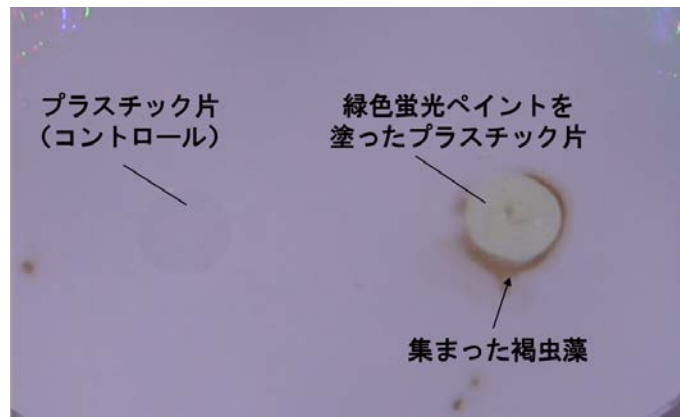 プラスチック片
（コントロール）
緑色蛍光ペイントを
塗ったプラスチック片
集まった褐虫藻